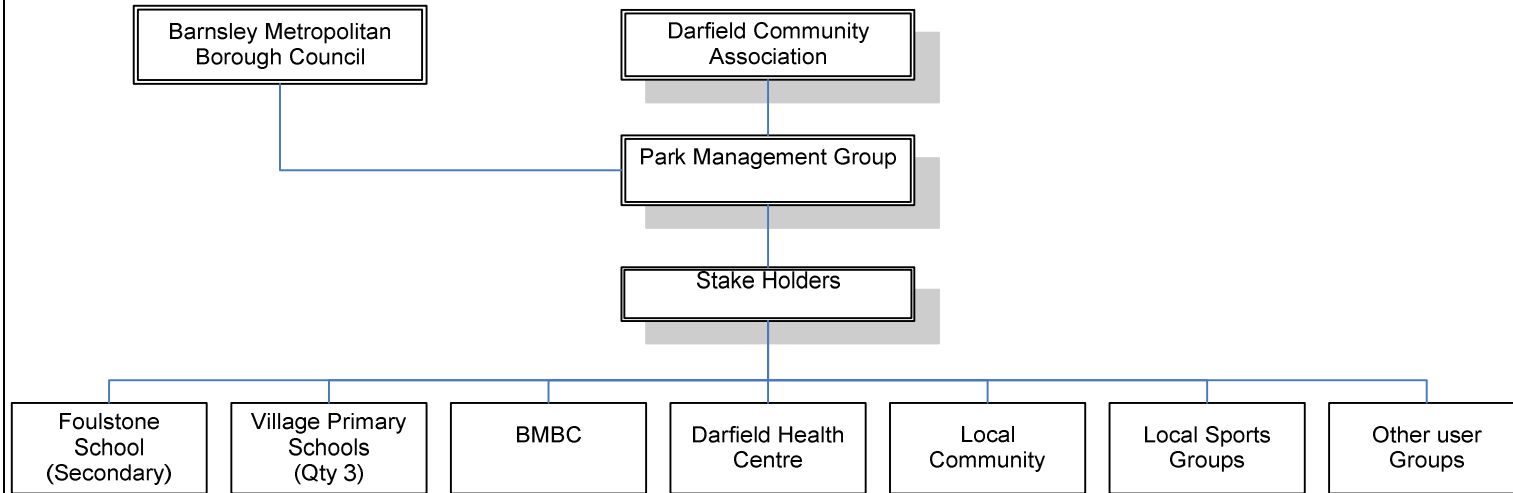 Barnsley Metropolitan
Borough Council
Darfield Community
Association
Park Management Group
Stake Holders
Foulstone
School
(Secondary)
Village Primary
Schools
(Qty 3)
BMBC
Darfield Health
Centre
Local
Community
Local Sports
Groups
Other user
Groups